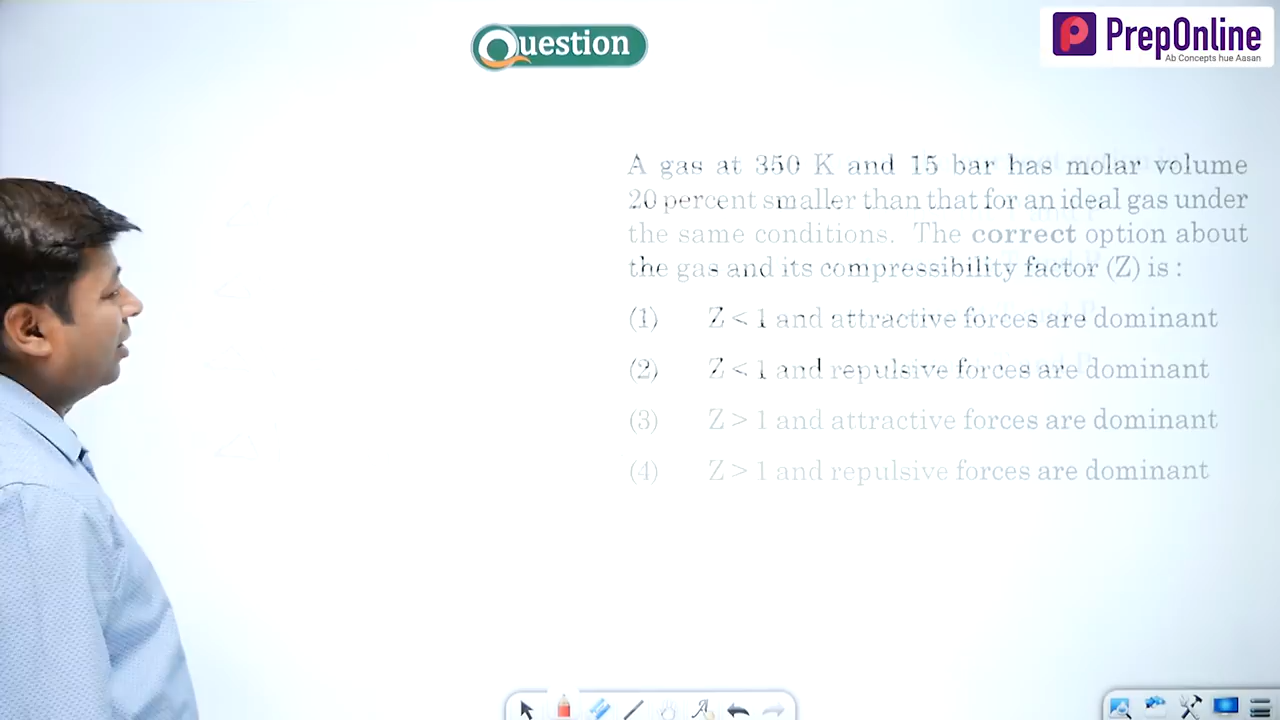 Question
PrepOnline
Ab Concepts hue Aasan
A gas at 350 K and 15 bar has molar volume
20 percent smaller than that for an ideal gas under
the same conditions. The correct option about
the gas and its compressibility factor (Z) is :
(1) Z < 1 and attractive forces are dominant
(2) Z < 1 and repulsive forces are dominant
(3) Z > 1 and attractive forces are dominant
(4) Z > 1 and repulsive forces are dominant